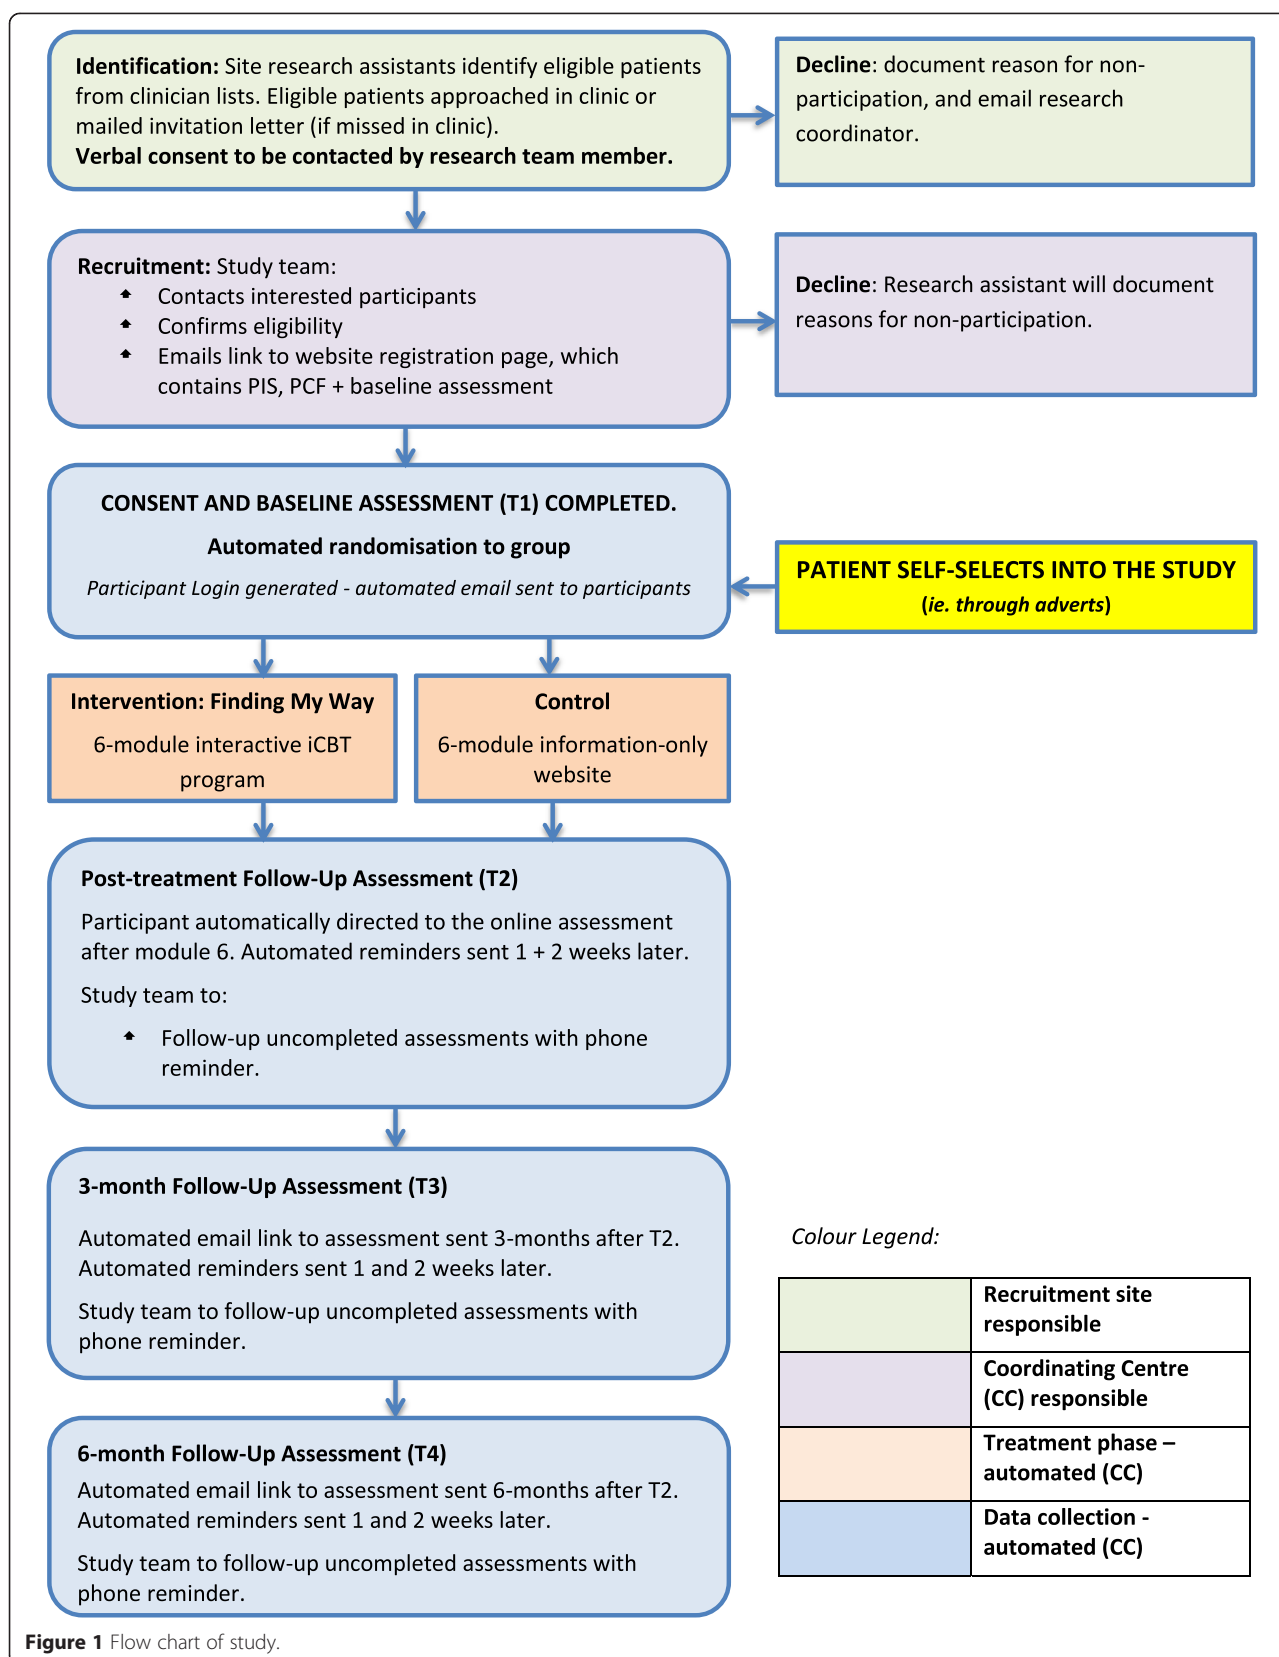 Identification: Site research assistants identify eligible patients
from clinician lists. Eligible patients approached in clinic or
mailed invitation letter (if missed in clinic).
Verbal consent to be contacted by research team member.
Decline: document reason for non-
participation, and email research
coordinator.
Recruitment: Study team:
Contacts interested participants
Confirms eligibility
Emails link to website registration page, which
contains PIS, PCF + baseline assessment
Decline: Research assistant will document
reasons for non-participation.
CONSENT AND BASELINE ASSESSMENT (T1) COMPLETED.
Automated randomisation to group
Participant Login generated - automated email sent to participants
PATIENT SELF-SELECTS INTO THE STUDY
(ie. through adverts)
Intervention: Finding My Way
6-module interactive iCBT
program
Control
6-module information-only
website
Post-treatment Follow-Up Assessment (T2)
Participant automatically directed to the online assessment
after module 6. Automated reminders sent 1 + 2 weeks later.
Study team to:
Follow-up uncompleted assessments with phone
reminder.
3-month Follow-Up Assessment (T3)
Automated email link to assessment sent 3-months after T2.
Automated reminders sent 1 and 2 weeks later.
Study team to follow-up uncompleted assessments with
phone reminder.
6-month Follow-Up Assessment (T4)
Automated email link to assessment sent 6-months after T2.
Automated reminders sent 1 and 2 weeks later.
Study team to follow-up uncompleted assessments with
phone reminder.
Colour Legend:
Recruitment site
responsible
Coordinating Centre
(CC) responsible
Treatment phase –
automated (CC)
Data collection -
automated (CC)
Figure 1 Flow chart of study.